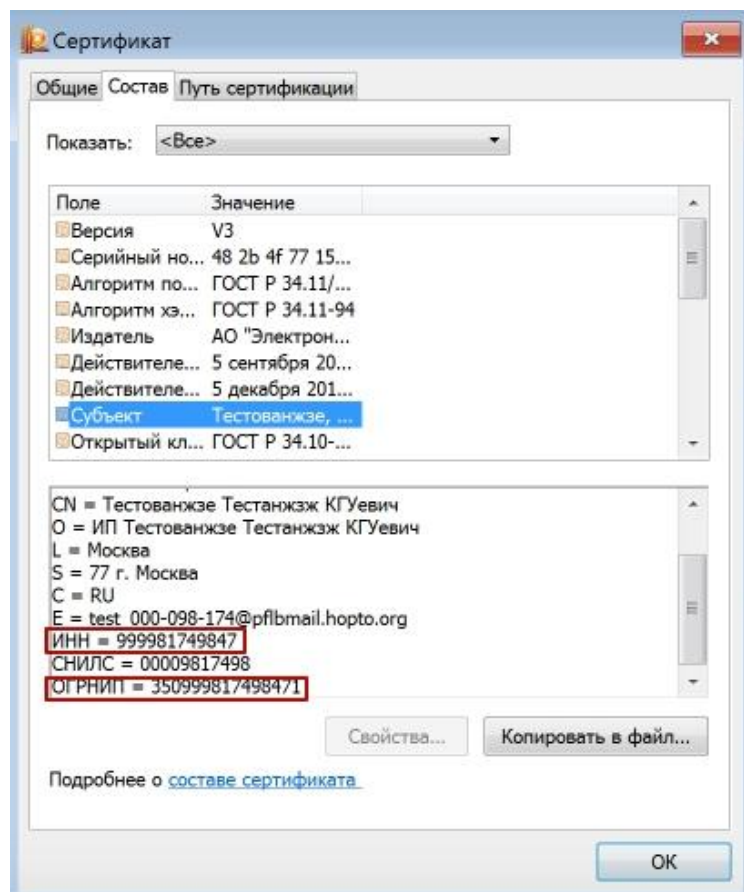 Сертификат
Общие Состав Путь сертификации
Показать: <Все>
Поле Значение
Версия V3
Серийный но... 48 2b 4f 77 15...
Алгоритм по... ГОСТ Р 34.11/...
Алгоритм хэ... ГОСТ Р 34.11-94
Издатель АО "Электрон...
Действителе... 5 сентября 20...
Действителе... 5 декабря 201...
Субъект Тестованжзе, ...
Открытый кл... ГОСТ Р 34.10-...
CN = Тестованжзе Тестанжзж КГУевич
O = ИП Тестованжзе Тестанжзж КГУевич
L = Москва
S = 77 г. Москва
C = RU
E = test_000-098-174@pflbmail.hopto.org
ИНН = 999981749847
СНИЛС = 00009817498
ОГРНИП = 350999817498471
Свойства... Копировать в файл...
Подробнее о составе сертификата
ОК